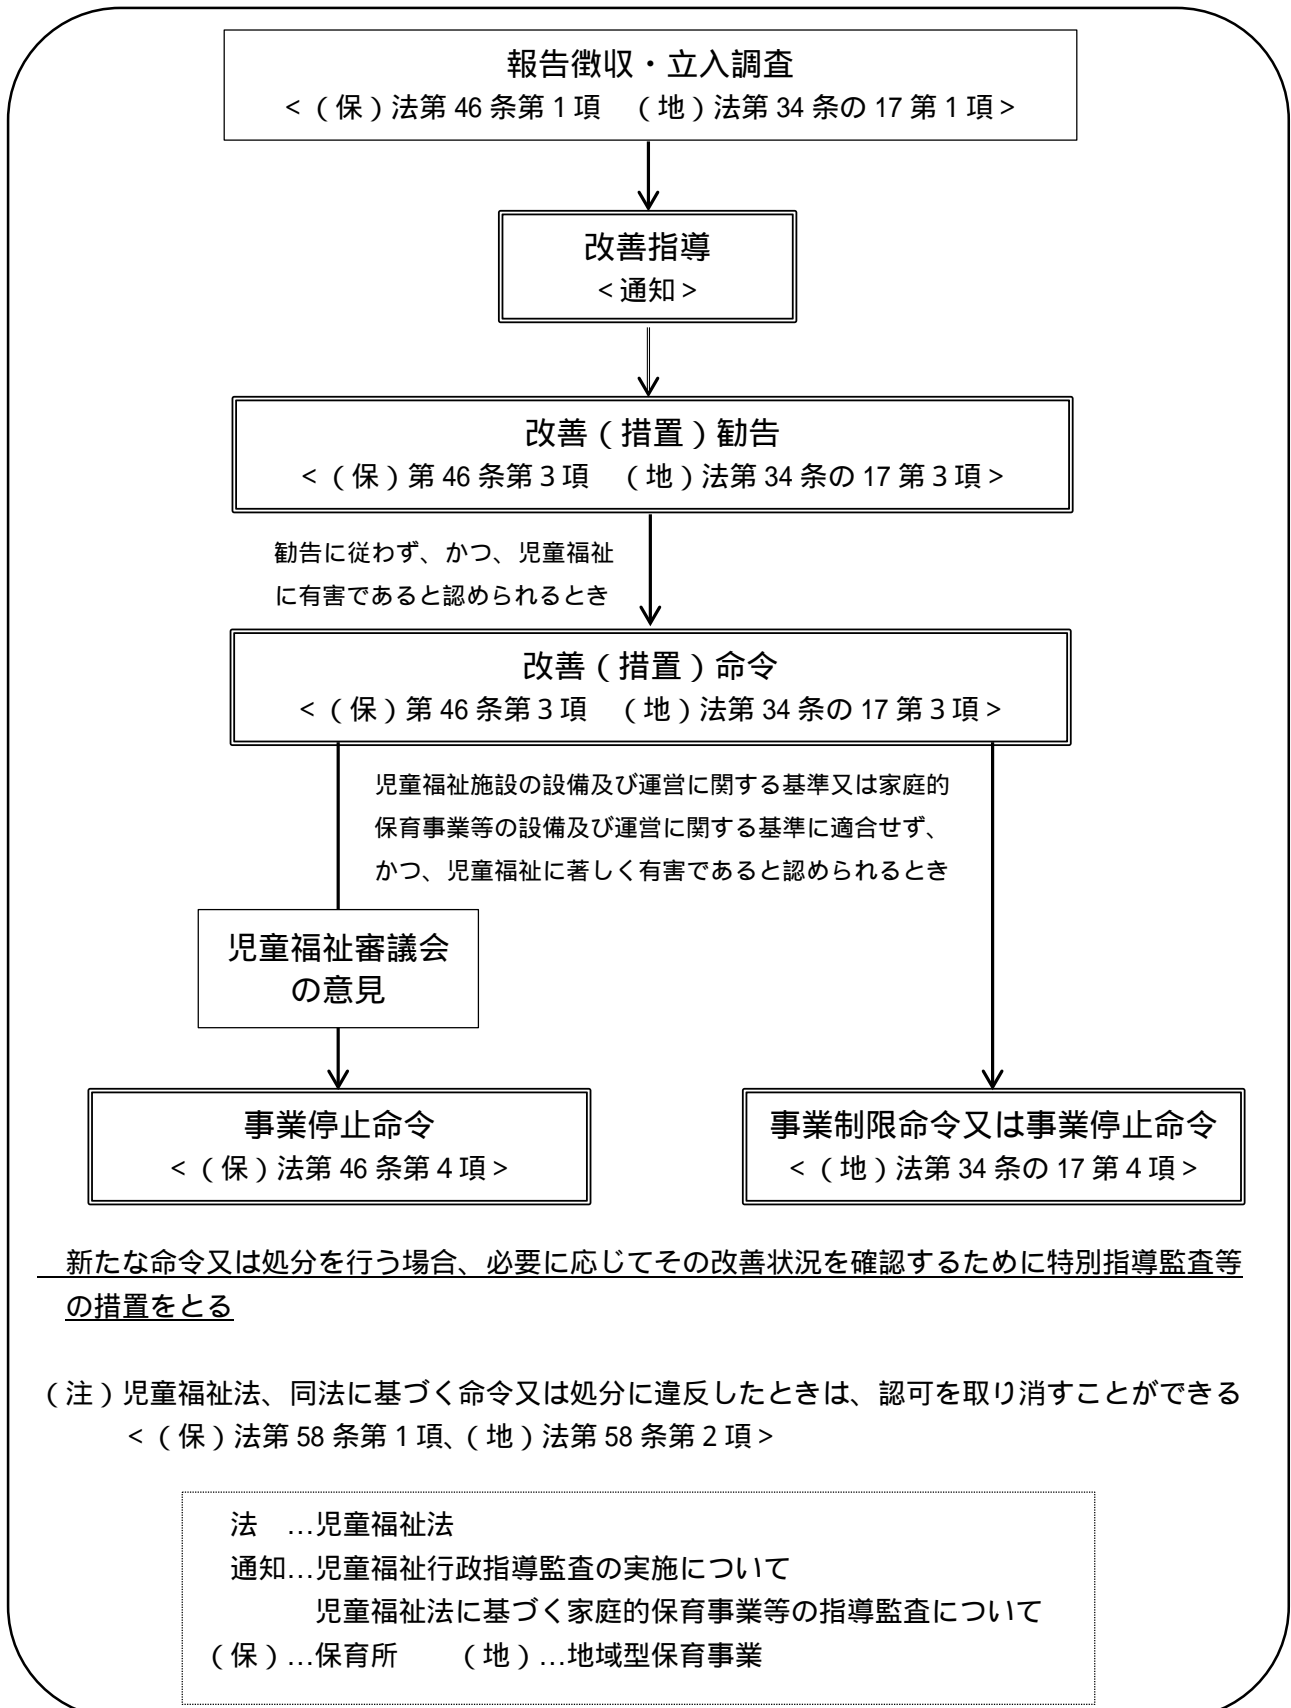 報告徴収・立入調査
<(保)法第46条第1項　(地)法第34条の17第1項>
改善指導
<通知>
改善(措置)勧告
<(保)第46条第3項　(地)法第34条の17第3項>
勧告に従わず、かつ、児童福祉
に有害であると認められるとき
改善(措置)命令
<(保)第46条第3項　(地)法第34条の17第3項>
児童福祉施設の設備及び運営に関する基準又は家庭的
保育事業等の設備及び運営に関する基準に適合せず、
かつ、児童福祉に著しく有害であると認められるとき
児童福祉審議会
の意見
事業停止命令
<(保)法第46条第4項>
事業制限命令又は事業停止命令
<(地)法第34条の17第4項>
新たな命令又は処分を行う場合、必要に応じてその改善状況を確認するために特別指導監査等
の措置をとる
(注)児童福祉法、同法に基づく命令又は処分に違反したときは、認可を取り消すことができる
<(保)法第58条第1項、(地)法第58条第2項>
法　…児童福祉法
通知…児童福祉行政指導監査の実施について
児童福祉法に基づく家庭的保育事業等の指導監査について
(保)…保育所　　(地)…地域型保育事業